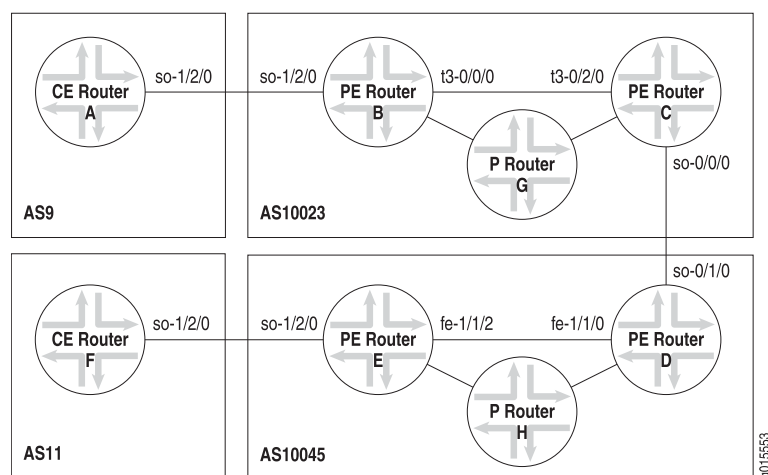 so-1/2/0
so-1/2/0
t3-0/0/0
t3-0/2/0
CE Router
A
PE Router
B
PE Router
C
P Router
G
so-0/0/0
AS9
AS10023
so-0/1/0
so-1/2/0
so-1/2/0
fe-1/1/2
fe-1/1/0
CE Router
F
PE Router
E
PE Router
D
P Router
H
AS11
AS10045
015553